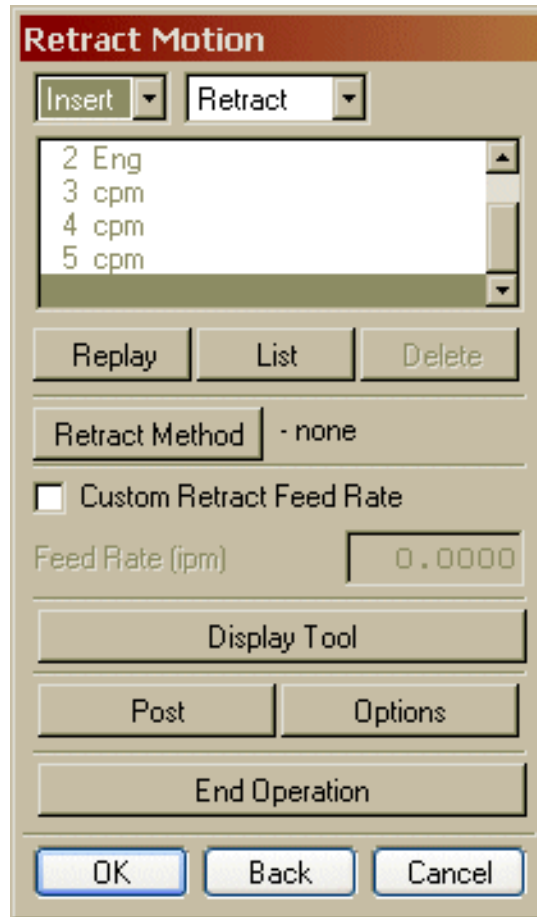 Retract Motion
Insert Retract
2 Eng
3 cpm
4 cpm
5 cpm
Replay List Delete
Retract Method - none
Custom Retract Feed Rate
Feed Rate (ipm) 0.0000
Display Tool
Post Options
End Operation
OK Back Cancel